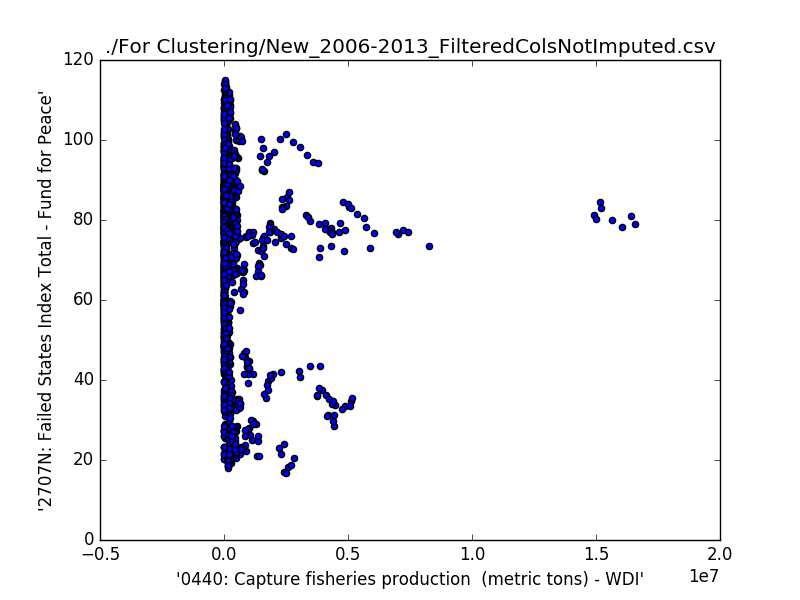 ./For Clustering/New_2006-2013_FilteredColsNotImputed.csv
'2707N: Failed States Index Total - Fund for Peace'
120
100
80
60
40
20
0
−0.5 0.0 0.5 1.0 1.5 2.0
1e7
'0440: Capture fisheries production  (metric tons) - WDI'